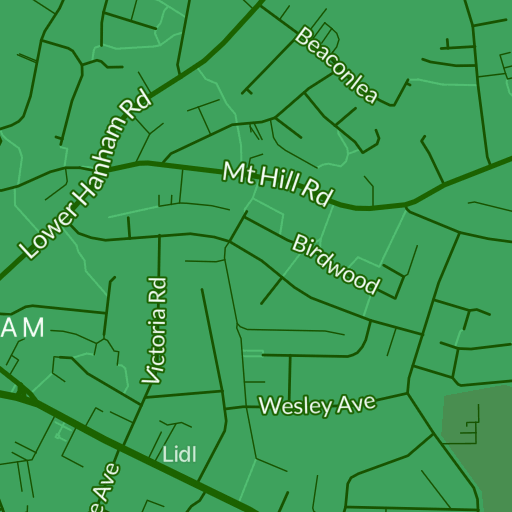 Beaconlea
Lower Hanham Rd
Mt Hill Rd
Birdwood
Victoria Rd
AM
Wesley Ave
Lidl
e Ave